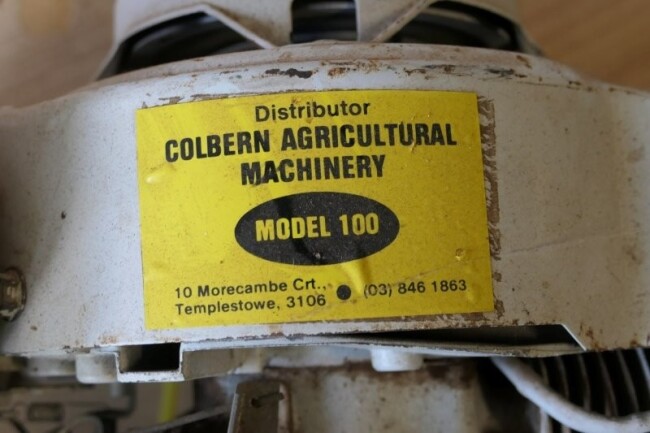 Distributor
COLBERN AGRICULTURAL
MACHINERY
MODEL 100
10 Morecambe Crt., ● (03) 846 1863
Templestowe, 3106